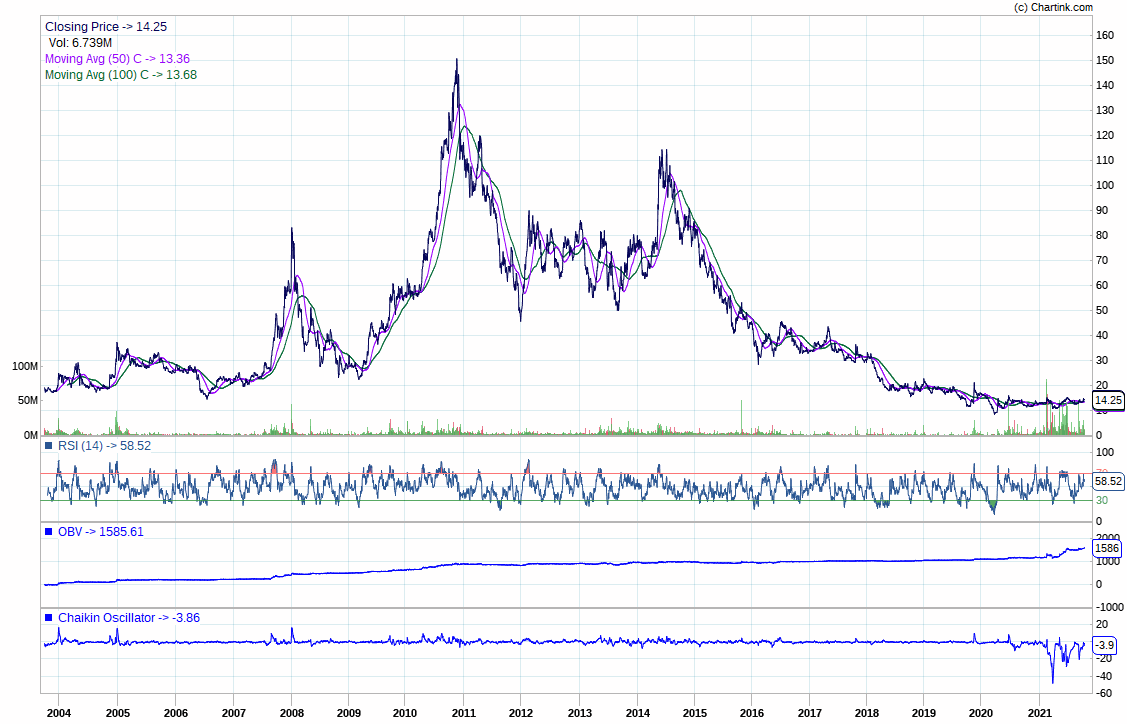 (c) Chartink.com
Closing Price -> 14.25
Vol: 6.739M
Moving Avg (50) C -> 13.36
Moving Avg (100) C -> 13.68
160
150
140
130
120
110
100
90
80
70
60
50
40
30
20
14.25
10
0
100M
50M
0M
RSI (14) -> 58.52
100
70
58.52
30
0
OBV -> 1585.61
2000
1586
1000
0
-1000
Chaikin Oscillator -> -3.86
20
-3.9
-20
-40
-60
2004 2005 2006 2007 2008 2009 2010 2011 2012 2013 2014 2015 2016 2017 2018 2019 2020 2021